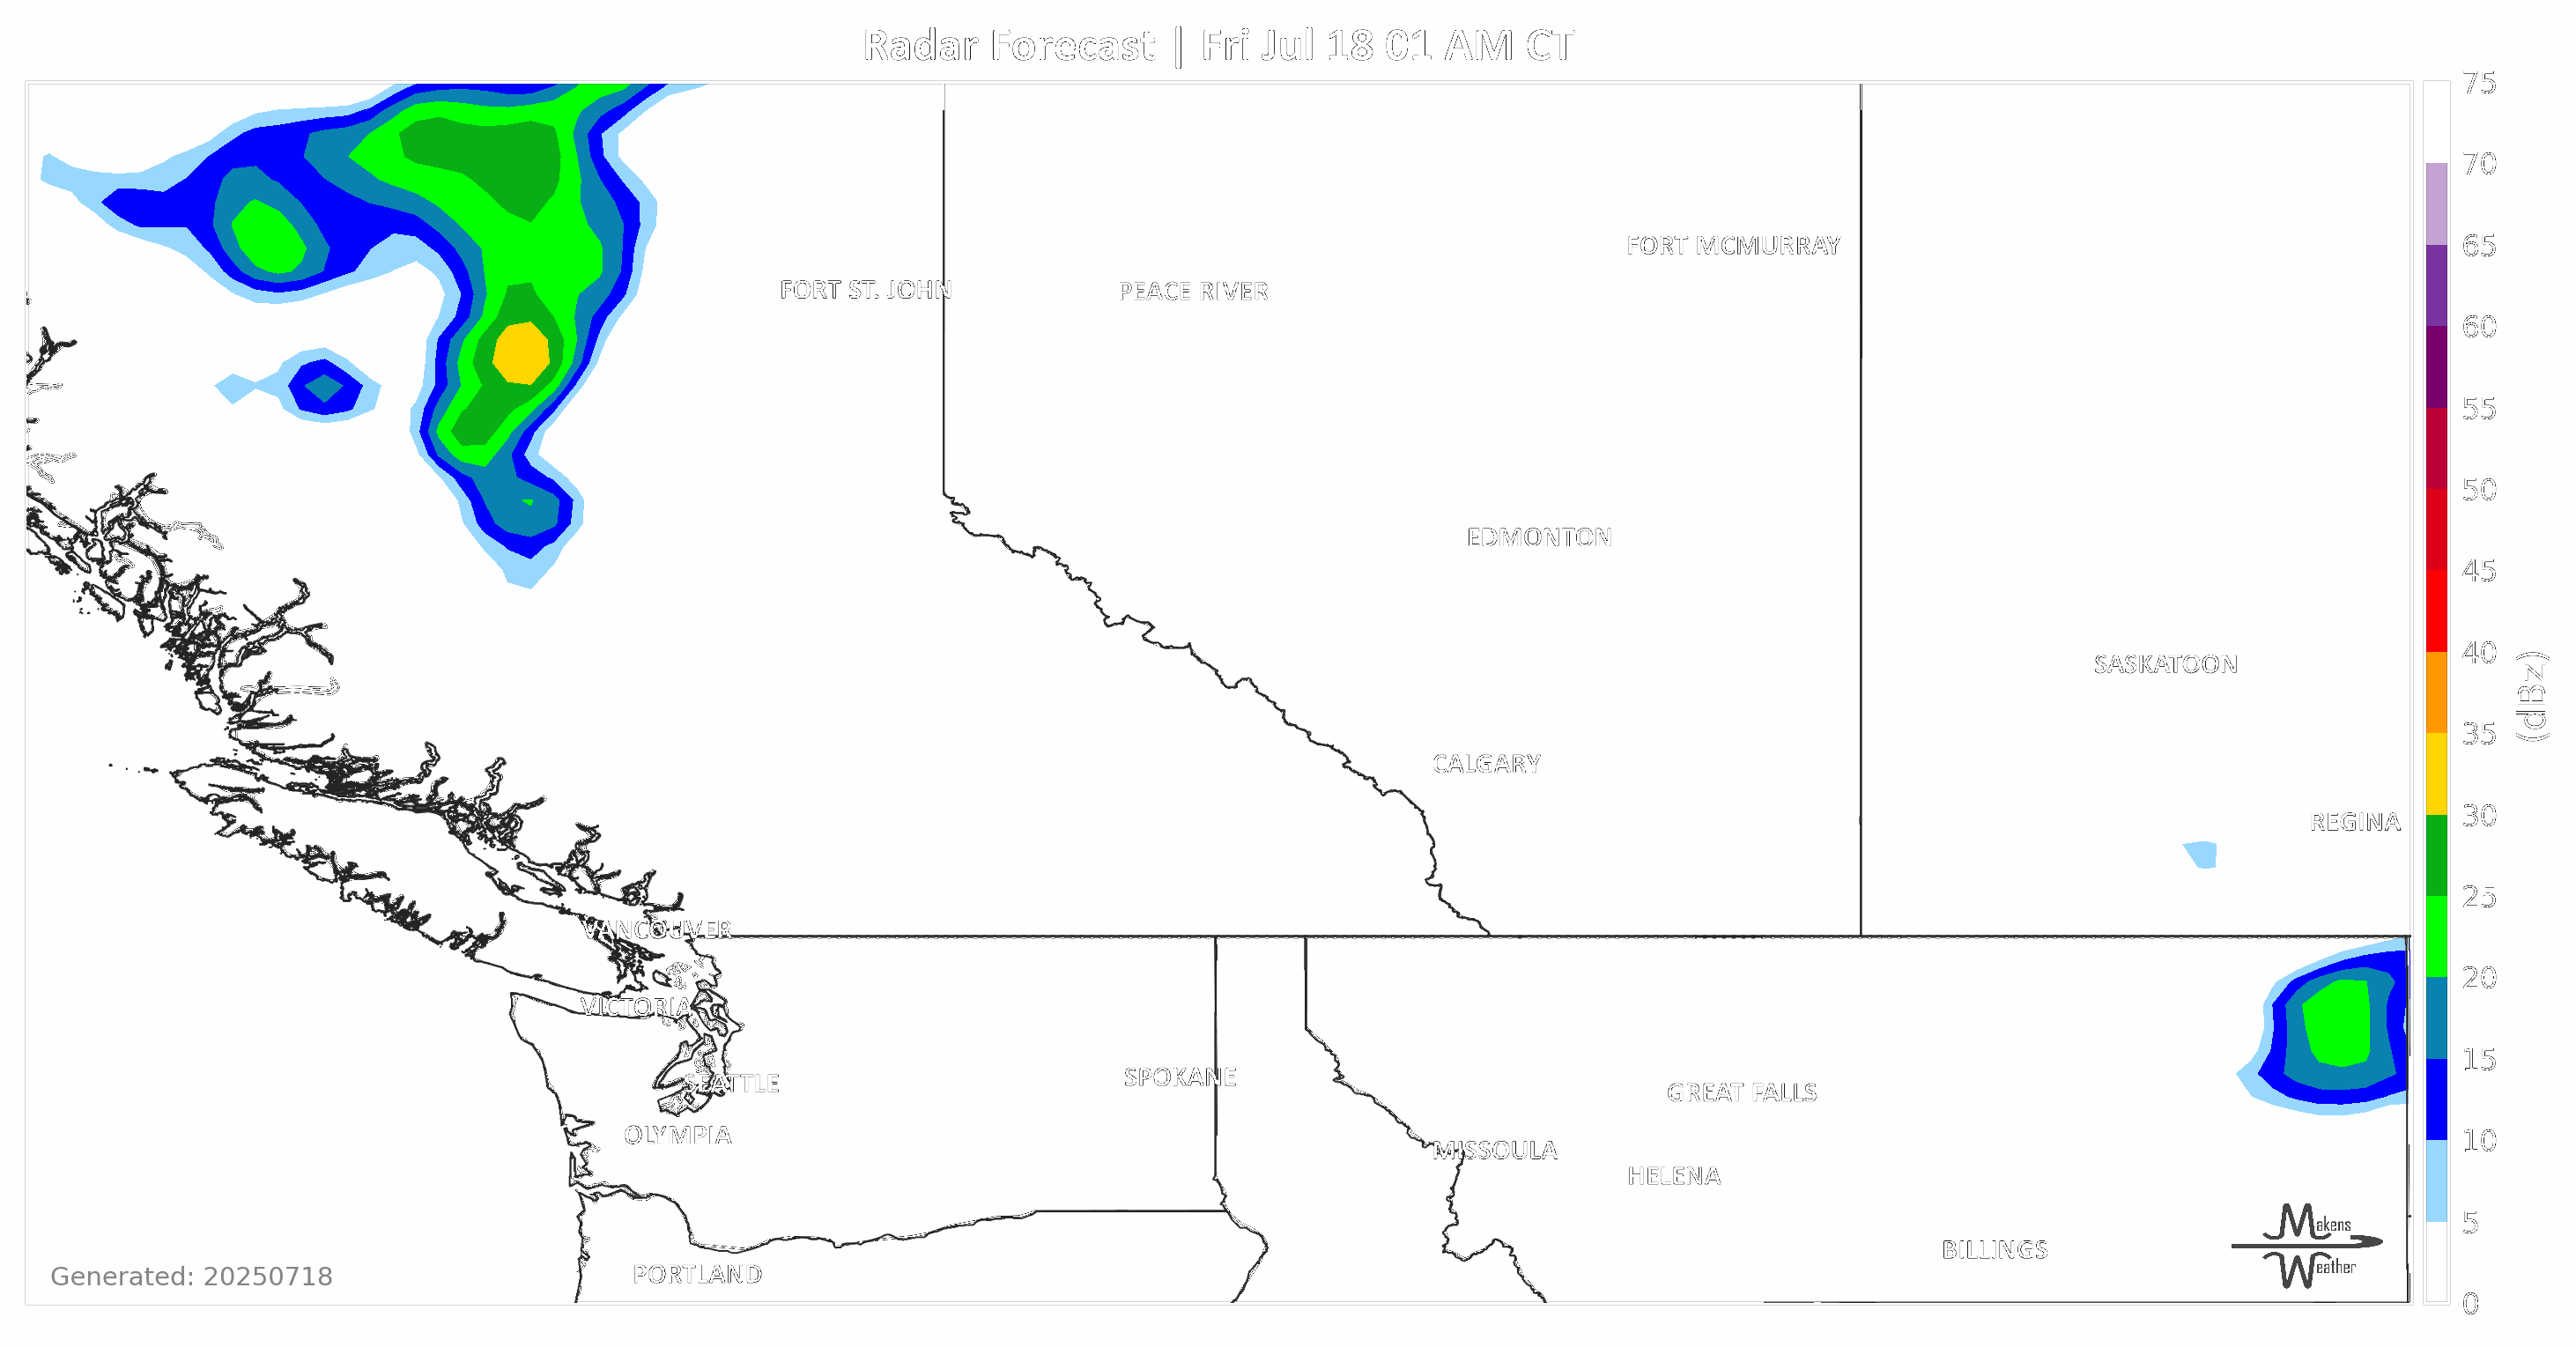 Radar Forecast | Fri Jul 18 01 AM CT
75
70
FORT MCMURRAY
65
FORT ST. JOHN
PEACE RIVER
60
55
50
EDMONTON
45
40
SASKATOON
(dBz)
35
CALGARY
30
REGINA
25
VANCOUVER
20
VICTORIA
15
SPOKANE
SEATTLE
GREAT FALLS
OLYMPIA
10
MISSOULA
HELENA
5
Makens
BILLINGS
Weather
PORTLAND
Generated: 20250718
0